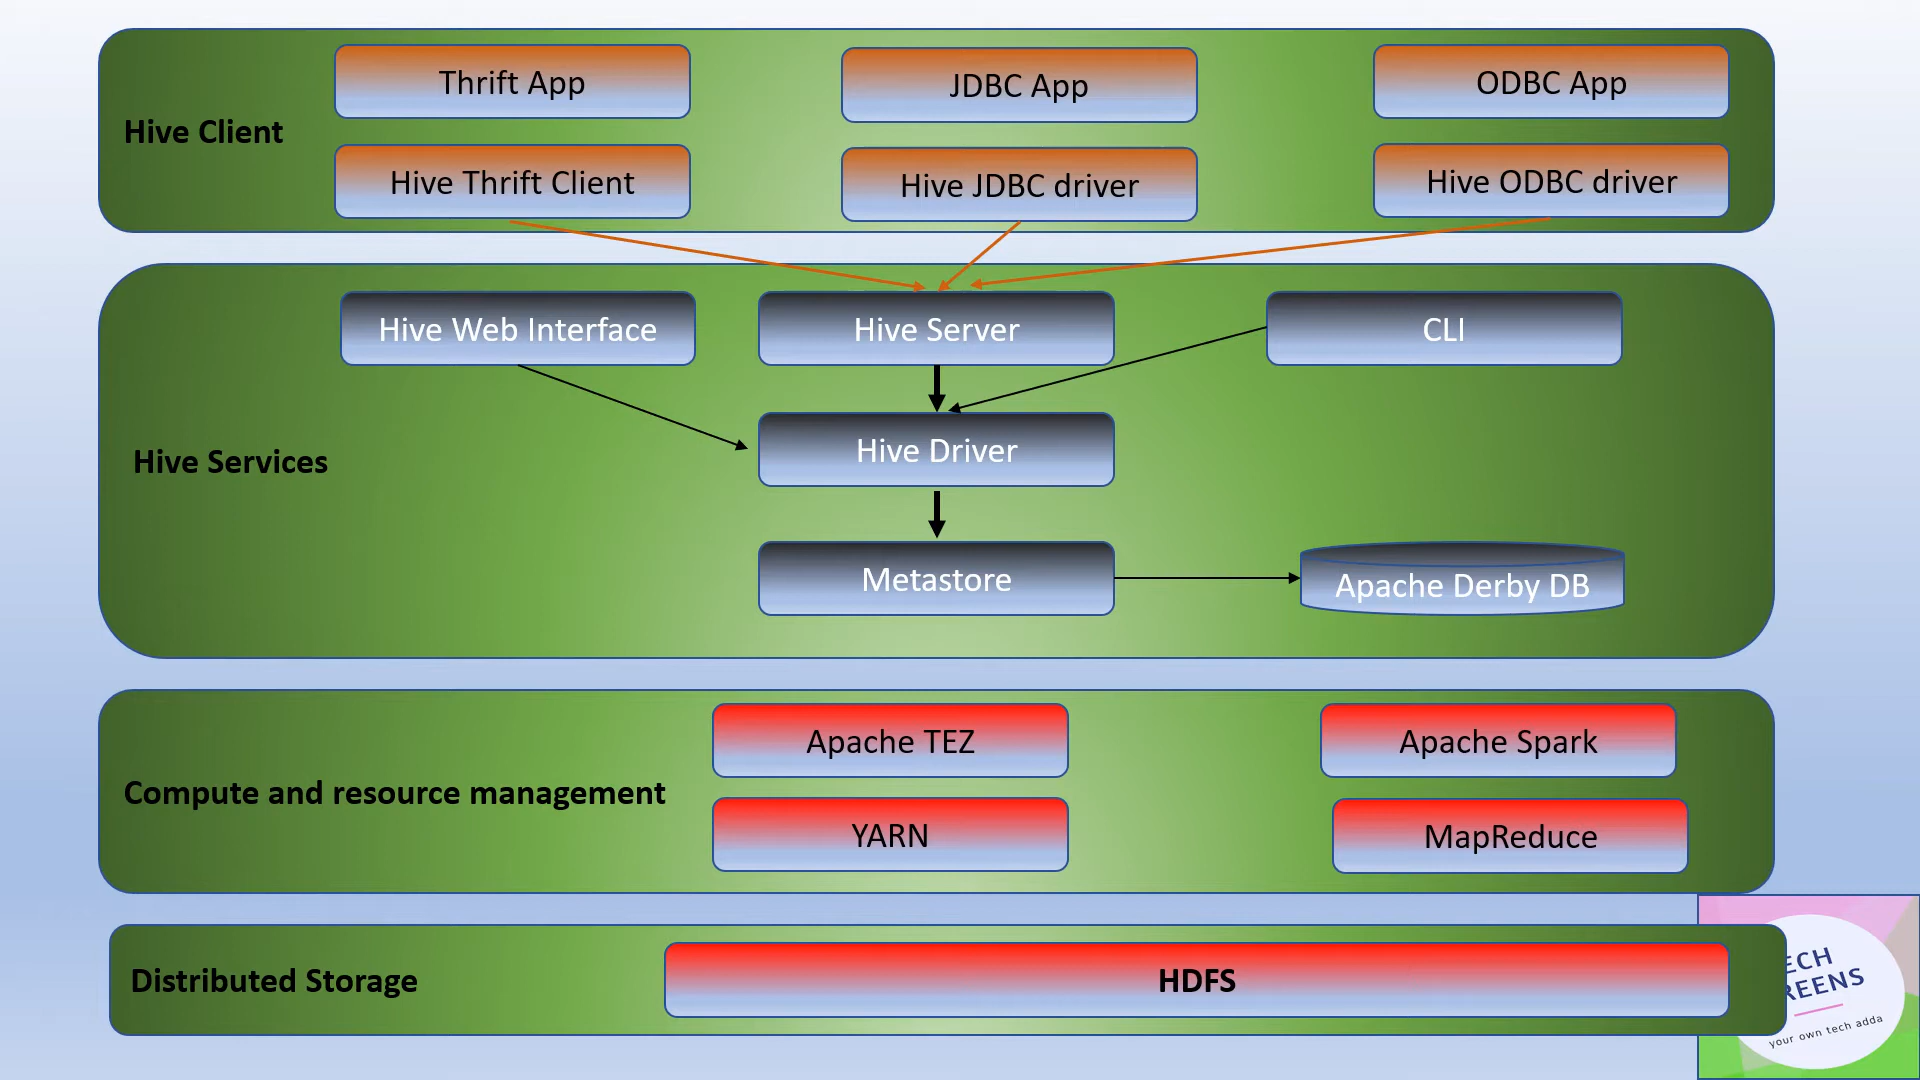 Thrift App
JDBC App
ODBC App
Hive Client
Hive Thrift Client
Hive JDBC driver
Hive ODBC driver
Hive Web Interface
Hive Server
CLI
Hive Driver
Hive Services
Metastore
Apache Derby DB
Apache TEZ
Apache Spark
Compute and resource management
YARN
MapReduce
Distributed Storage
HDFS
your own tech adda